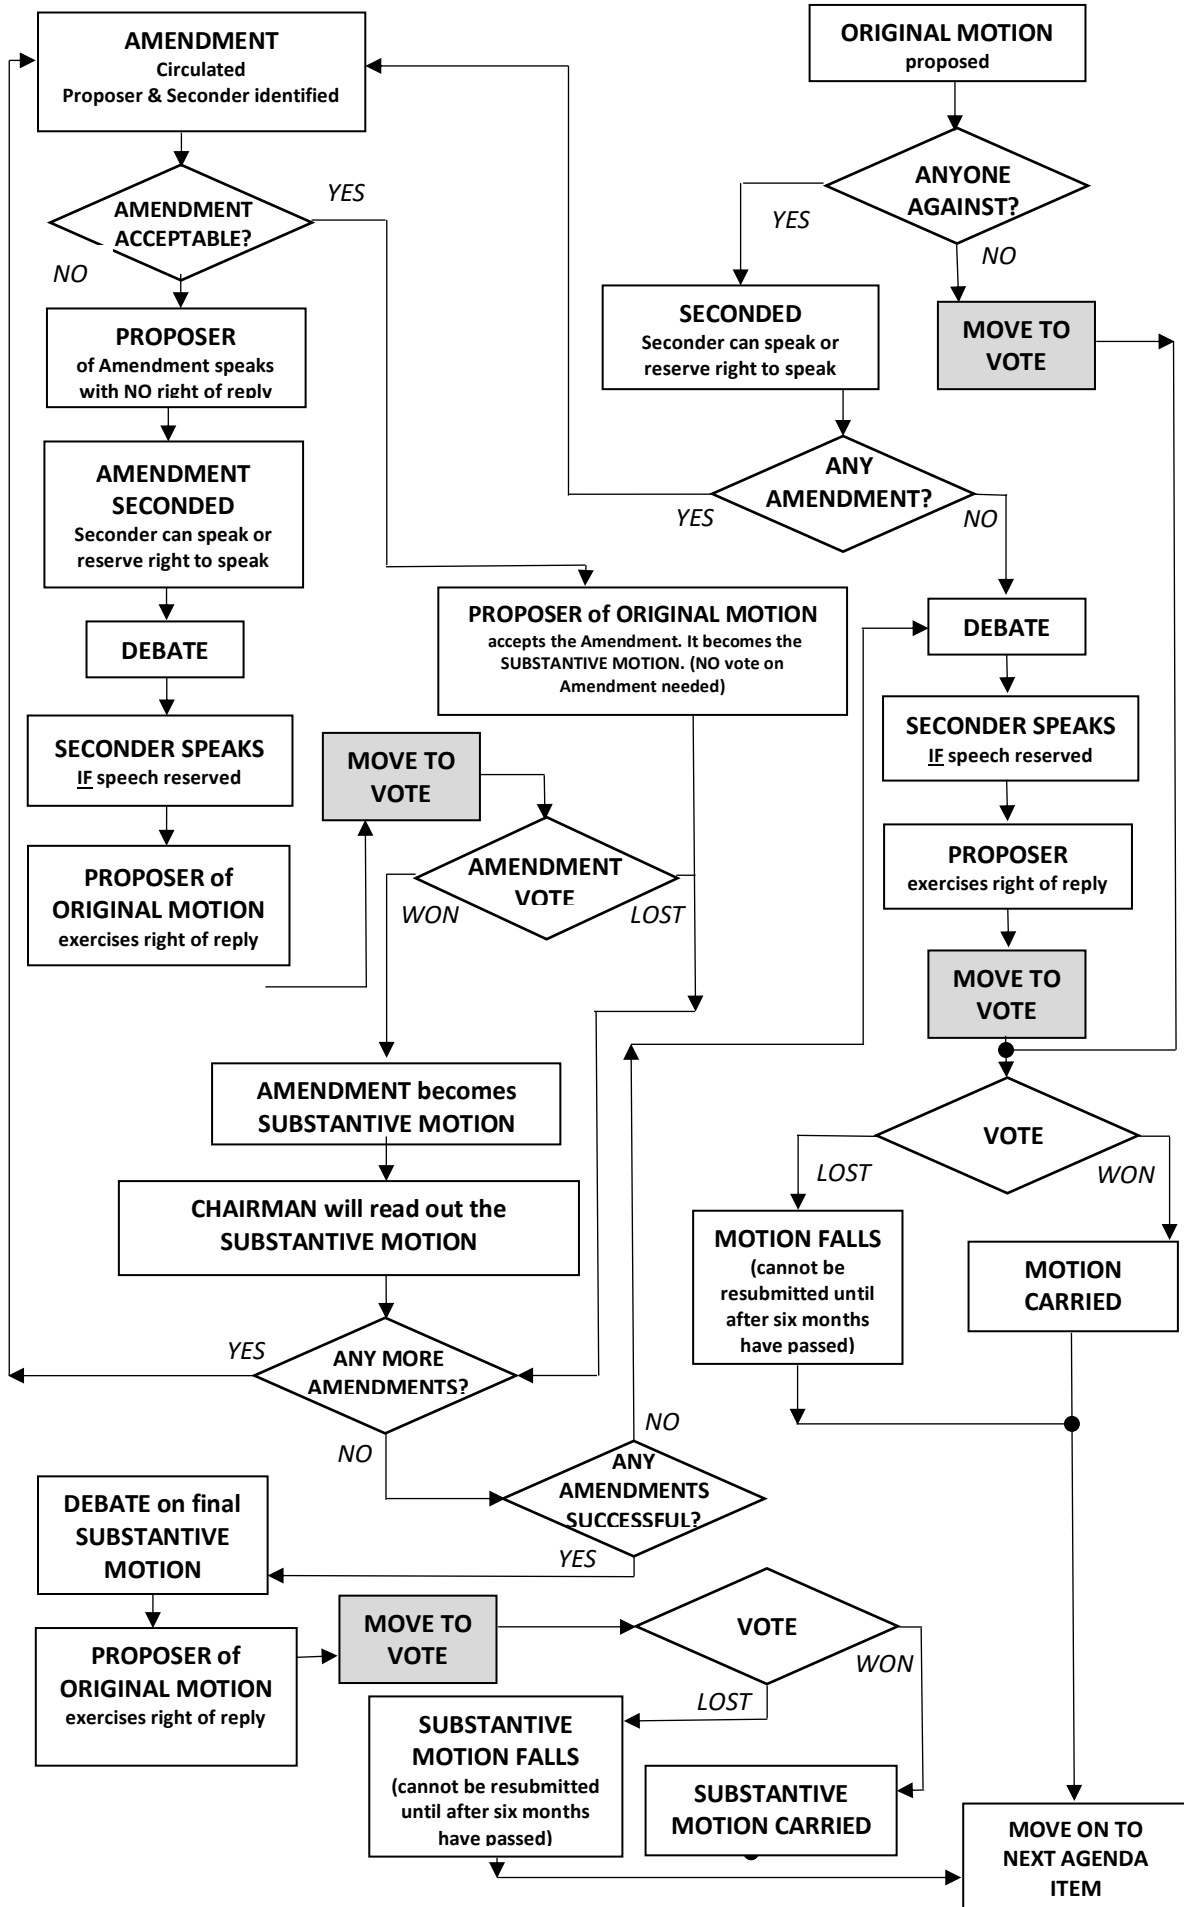 AMENDMENT
Circulated
Proposer & Seconder identified
ORIGINAL MOTION
proposed
ANYONE
AGAINST?
YES
NO
AMENDMENT
ACCEPTABLE?
YES
NO
SECONDED
Seconder can speak or
reserve right to speak
MOVE TO
VOTE
PROPOSER
of Amendment speaks
with NO right of reply
ANY
AMENDMENT?
YES
NO
AMENDMENT
SECONDED
Seconder can speak or
reserve right to speak
PROPOSER of ORIGINAL MOTION
accepts the Amendment. It becomes the
SUBSTANTIVE MOTION. (NO vote on
Amendment needed)
DEBATE
DEBATE
SECONDER SPEAKS
IF speech reserved
MOVE TO
VOTE
SECONDER SPEAKS
IF speech reserved
PROPOSER of
ORIGINAL MOTION
exercises right of reply
AMENDMENT
VOTE
WON
LOST
PROPOSER
exercises right of reply
MOVE TO
VOTE
AMENDMENT becomes
SUBSTANTIVE MOTION
VOTE
LOST
WON
CHAIRMAN will read out the
SUBSTANTIVE MOTION
MOTION FALLS
(cannot be
resubmitted until
after six months
have passed)
MOTION
CARRIED
ANY MORE
AMENDMENTS?
YES
NO
ANY
AMENDMENTS
SUCCESSFUL?
NO
YES
DEBATE on final
SUBSTANTIVE
MOTION
PROPOSER of
ORIGINAL MOTION
exercises right of reply
MOVE TO
VOTE
VOTE
WON
LOST
SUBSTANTIVE
MOTION FALLS
(cannot be resubmitted
until after six months
have passed)
SUBSTANTIVE
MOTION CARRIED
MOVE ON TO
NEXT AGENDA
ITEM